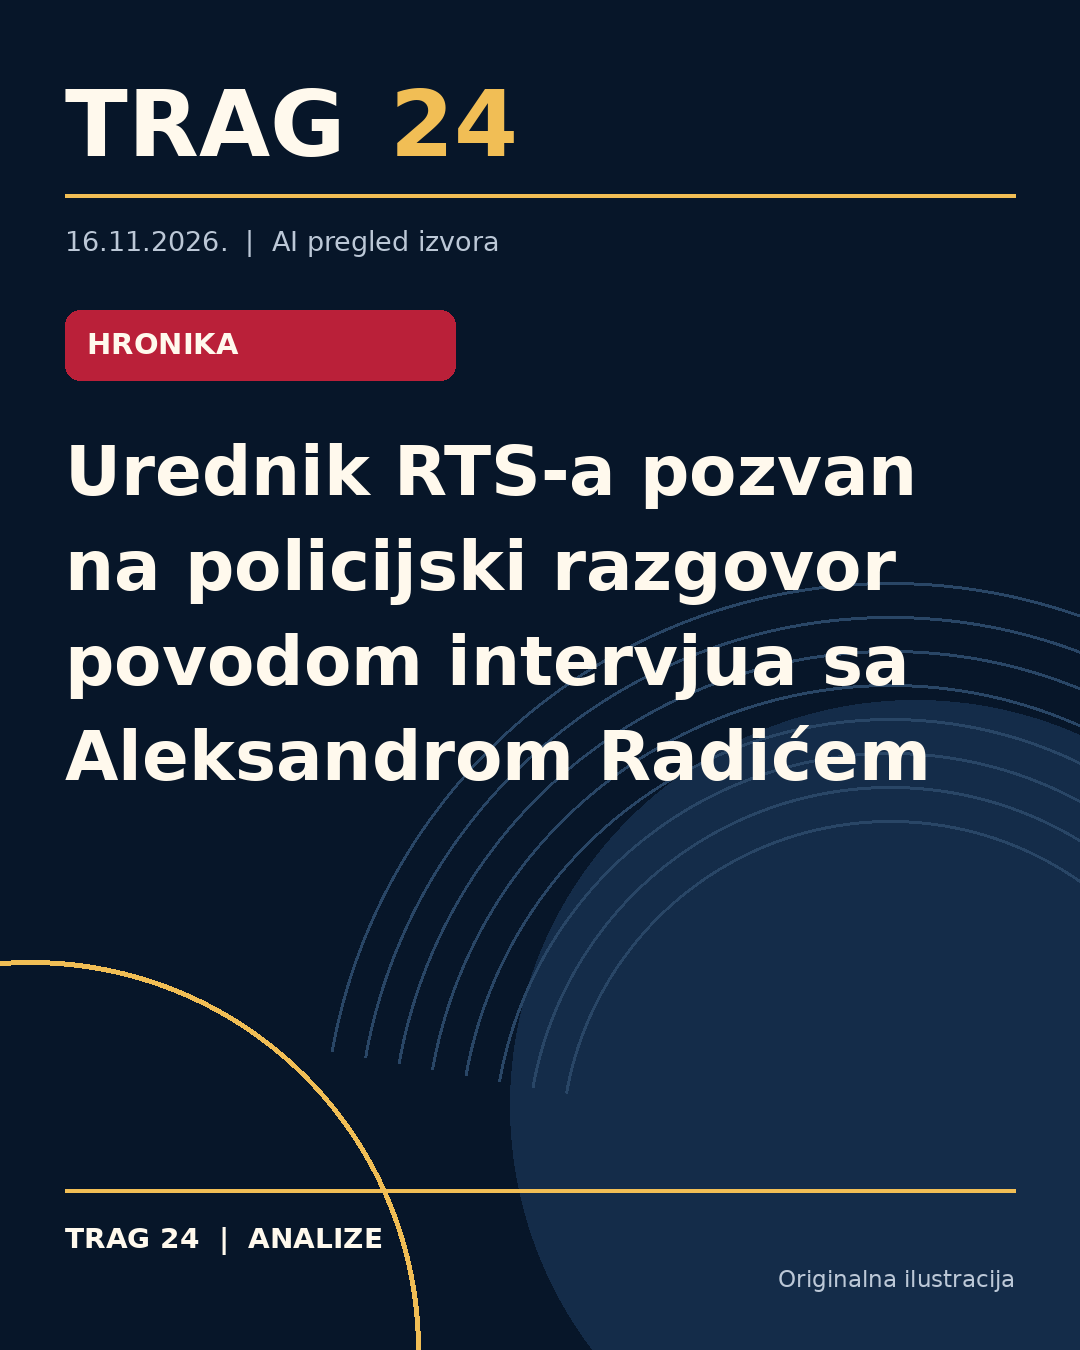 TRAG 24
16.11.2026. | AI pregled izvora
HRONIKA
Urednik RTS-a pozvan
na policijski razgovor
povodom intervjua sa
Aleksandrom Radićem
TRAG 24 | ANALIZE
Originalna ilustracija